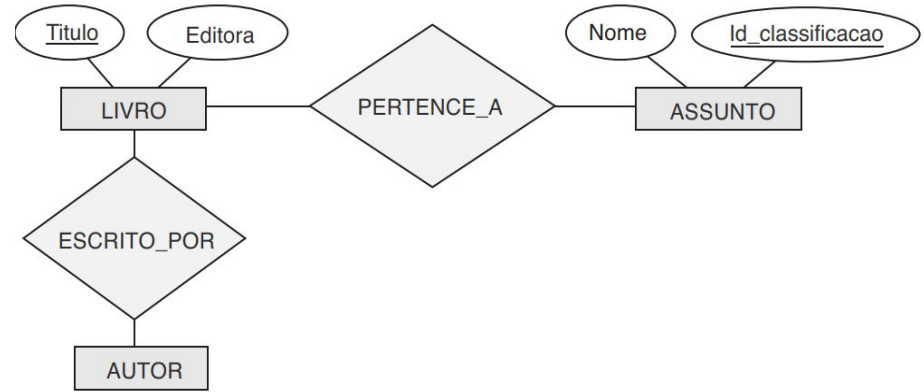 Titulo
Editora
Nome
Id_classificacao
LIVRO
PERTENCE_A
ASSUNTO
ESCRITO_POR
AUTOR